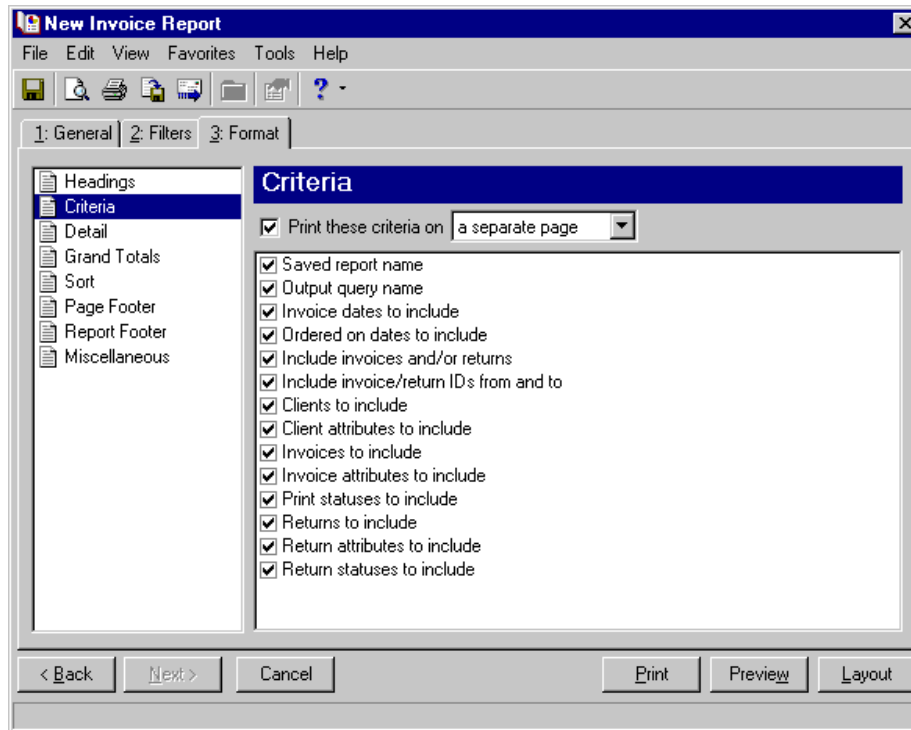 New Invoice Report
File Edit View Favorites Tools Help
1: General 2: Filters 3: Format
Headings
Criteria
Detail
Grand Totals
Sort
Page Footer
Report Footer
Miscellaneous
Criteria
Print these criteria on a separate page
Saved report name
Output query name
Invoice dates to include
Ordered on dates to include
Include invoices and/or returns
Include invoice/return IDs from and to
Clients to include
Client attributes to include
Invoices to include
Invoice attributes to include
Print statuses to include
Returns to include
Return attributes to include
Return statuses to include
< Back Next > Cancel Print Preview Layout